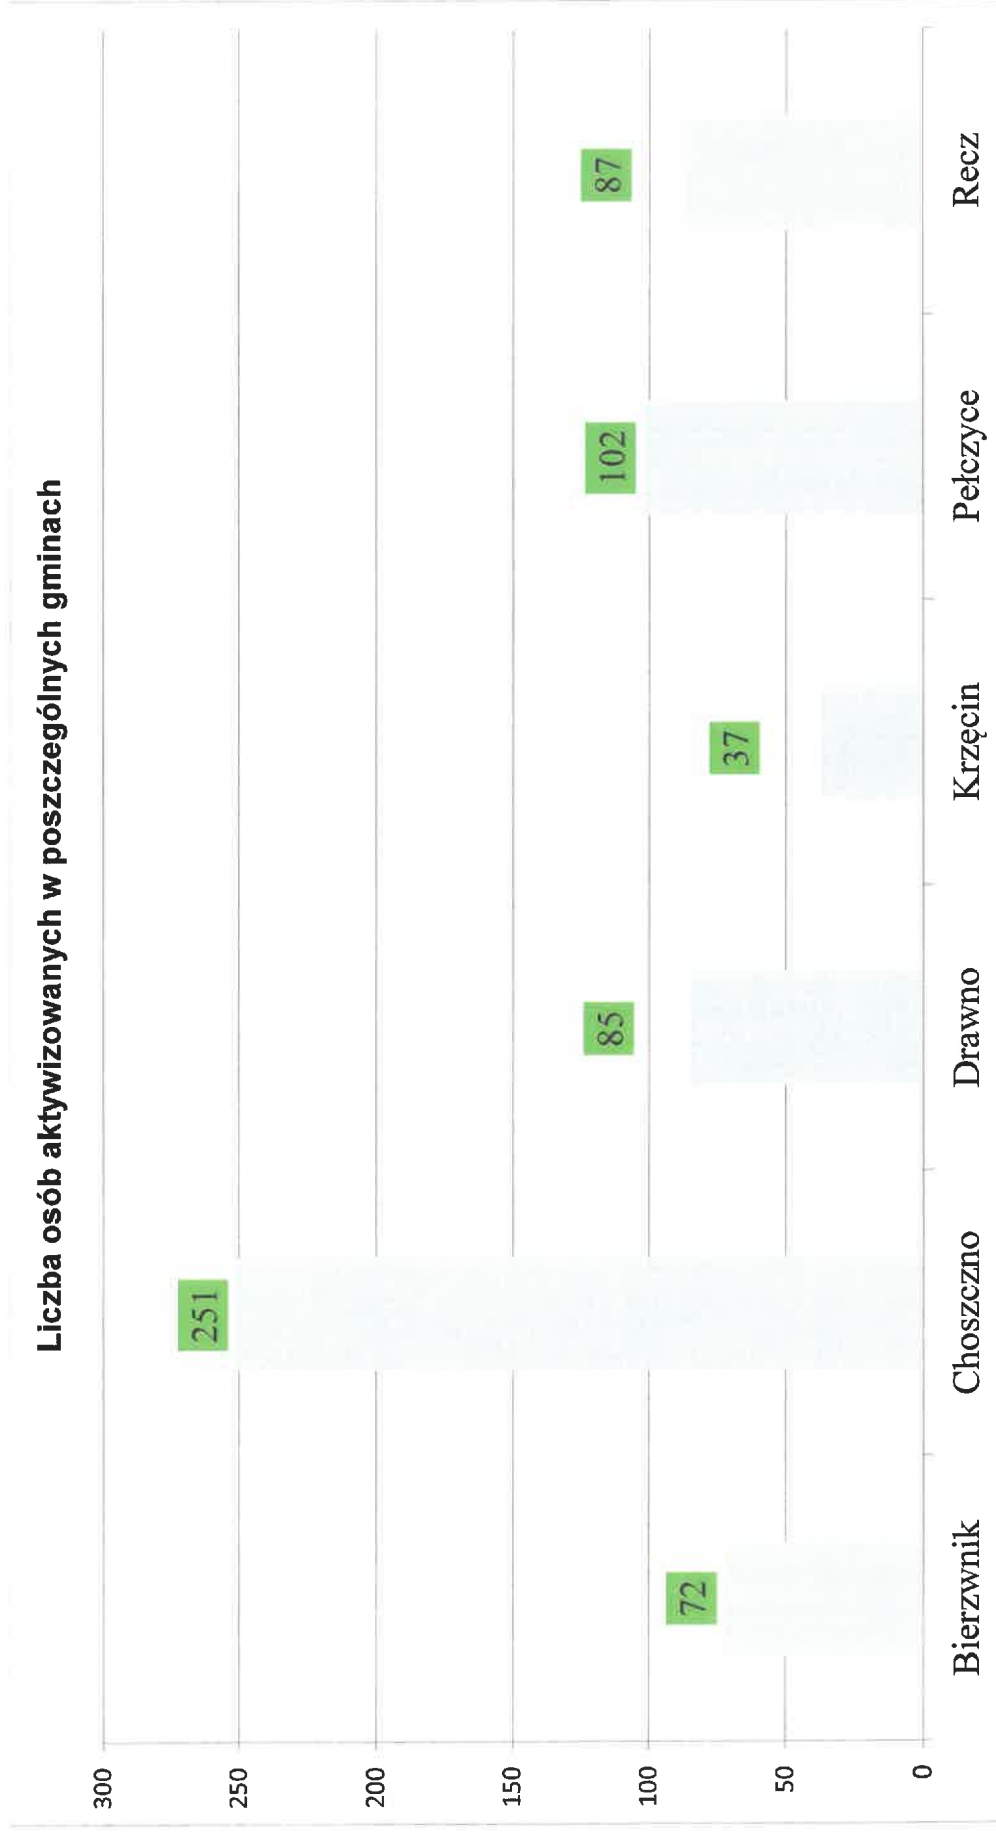 Liczba osób aktywizowanych w poszczególnych gminach
300
250
200
150
100
50
0
72
251
85
37
102
87
Bierzwnik
Choszczno
Drawno
Krzęcin
Pełczyce
Recz